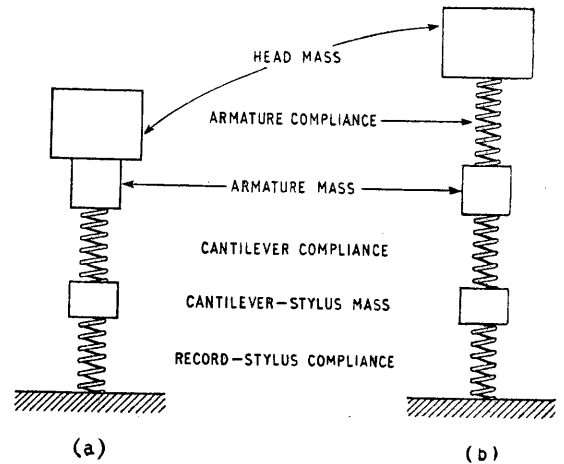 HEAD MASS
ARMATURE COMPLIANCE
ARMATURE MASS
CANTILEVER COMPLIANCE
CANTILEVER-STYLUS MASS
RECORD-STYLUS COMPLIANCE
(a)
(b)